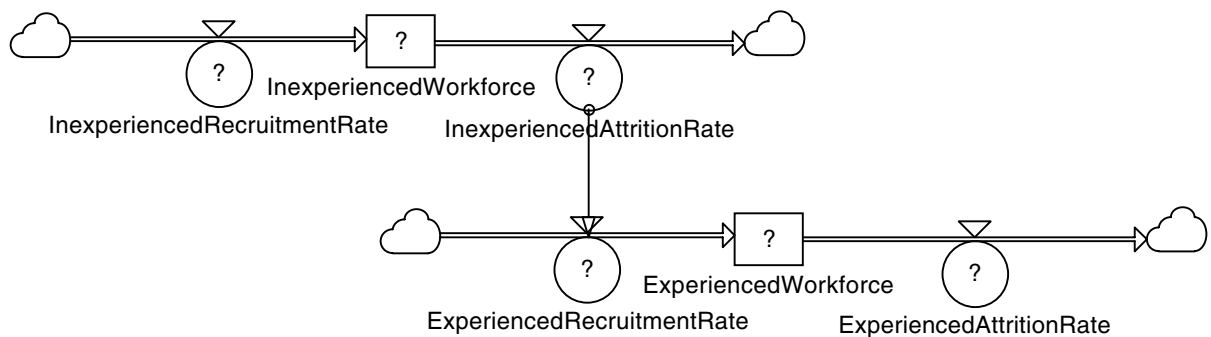 ?
?
?
InexperiencedWorkforce
InexperiencedRecruitmentRate
InexperiencedAttritionRate
?
?
?
ExperiencedWorkforce
ExperiencedRecruitmentRate
ExperiencedAttritionRate